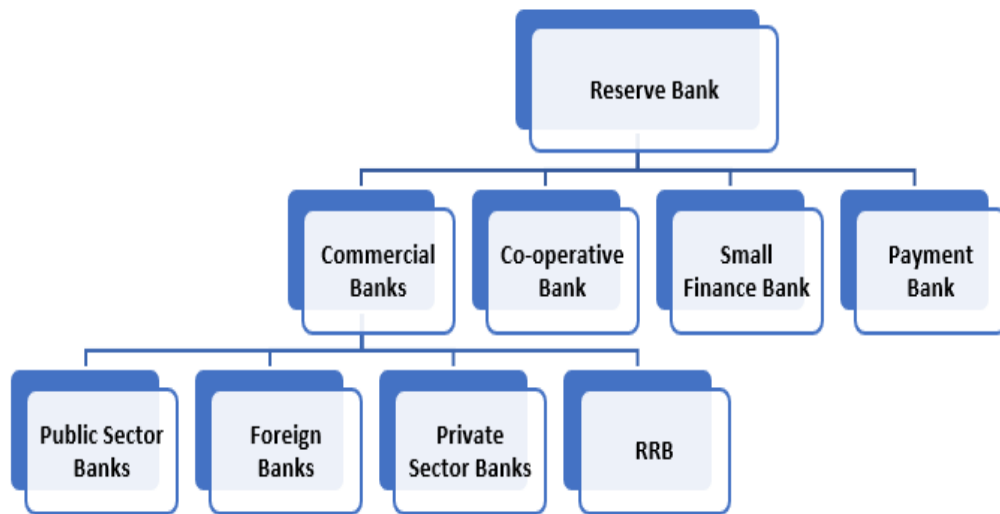 Reserve Bank
Commercial
Banks
Co-operative
Bank
Small
Finance Bank
Payment
Bank
Public Sector
Banks
Foreign
Banks
Private
Sector Banks
RRB